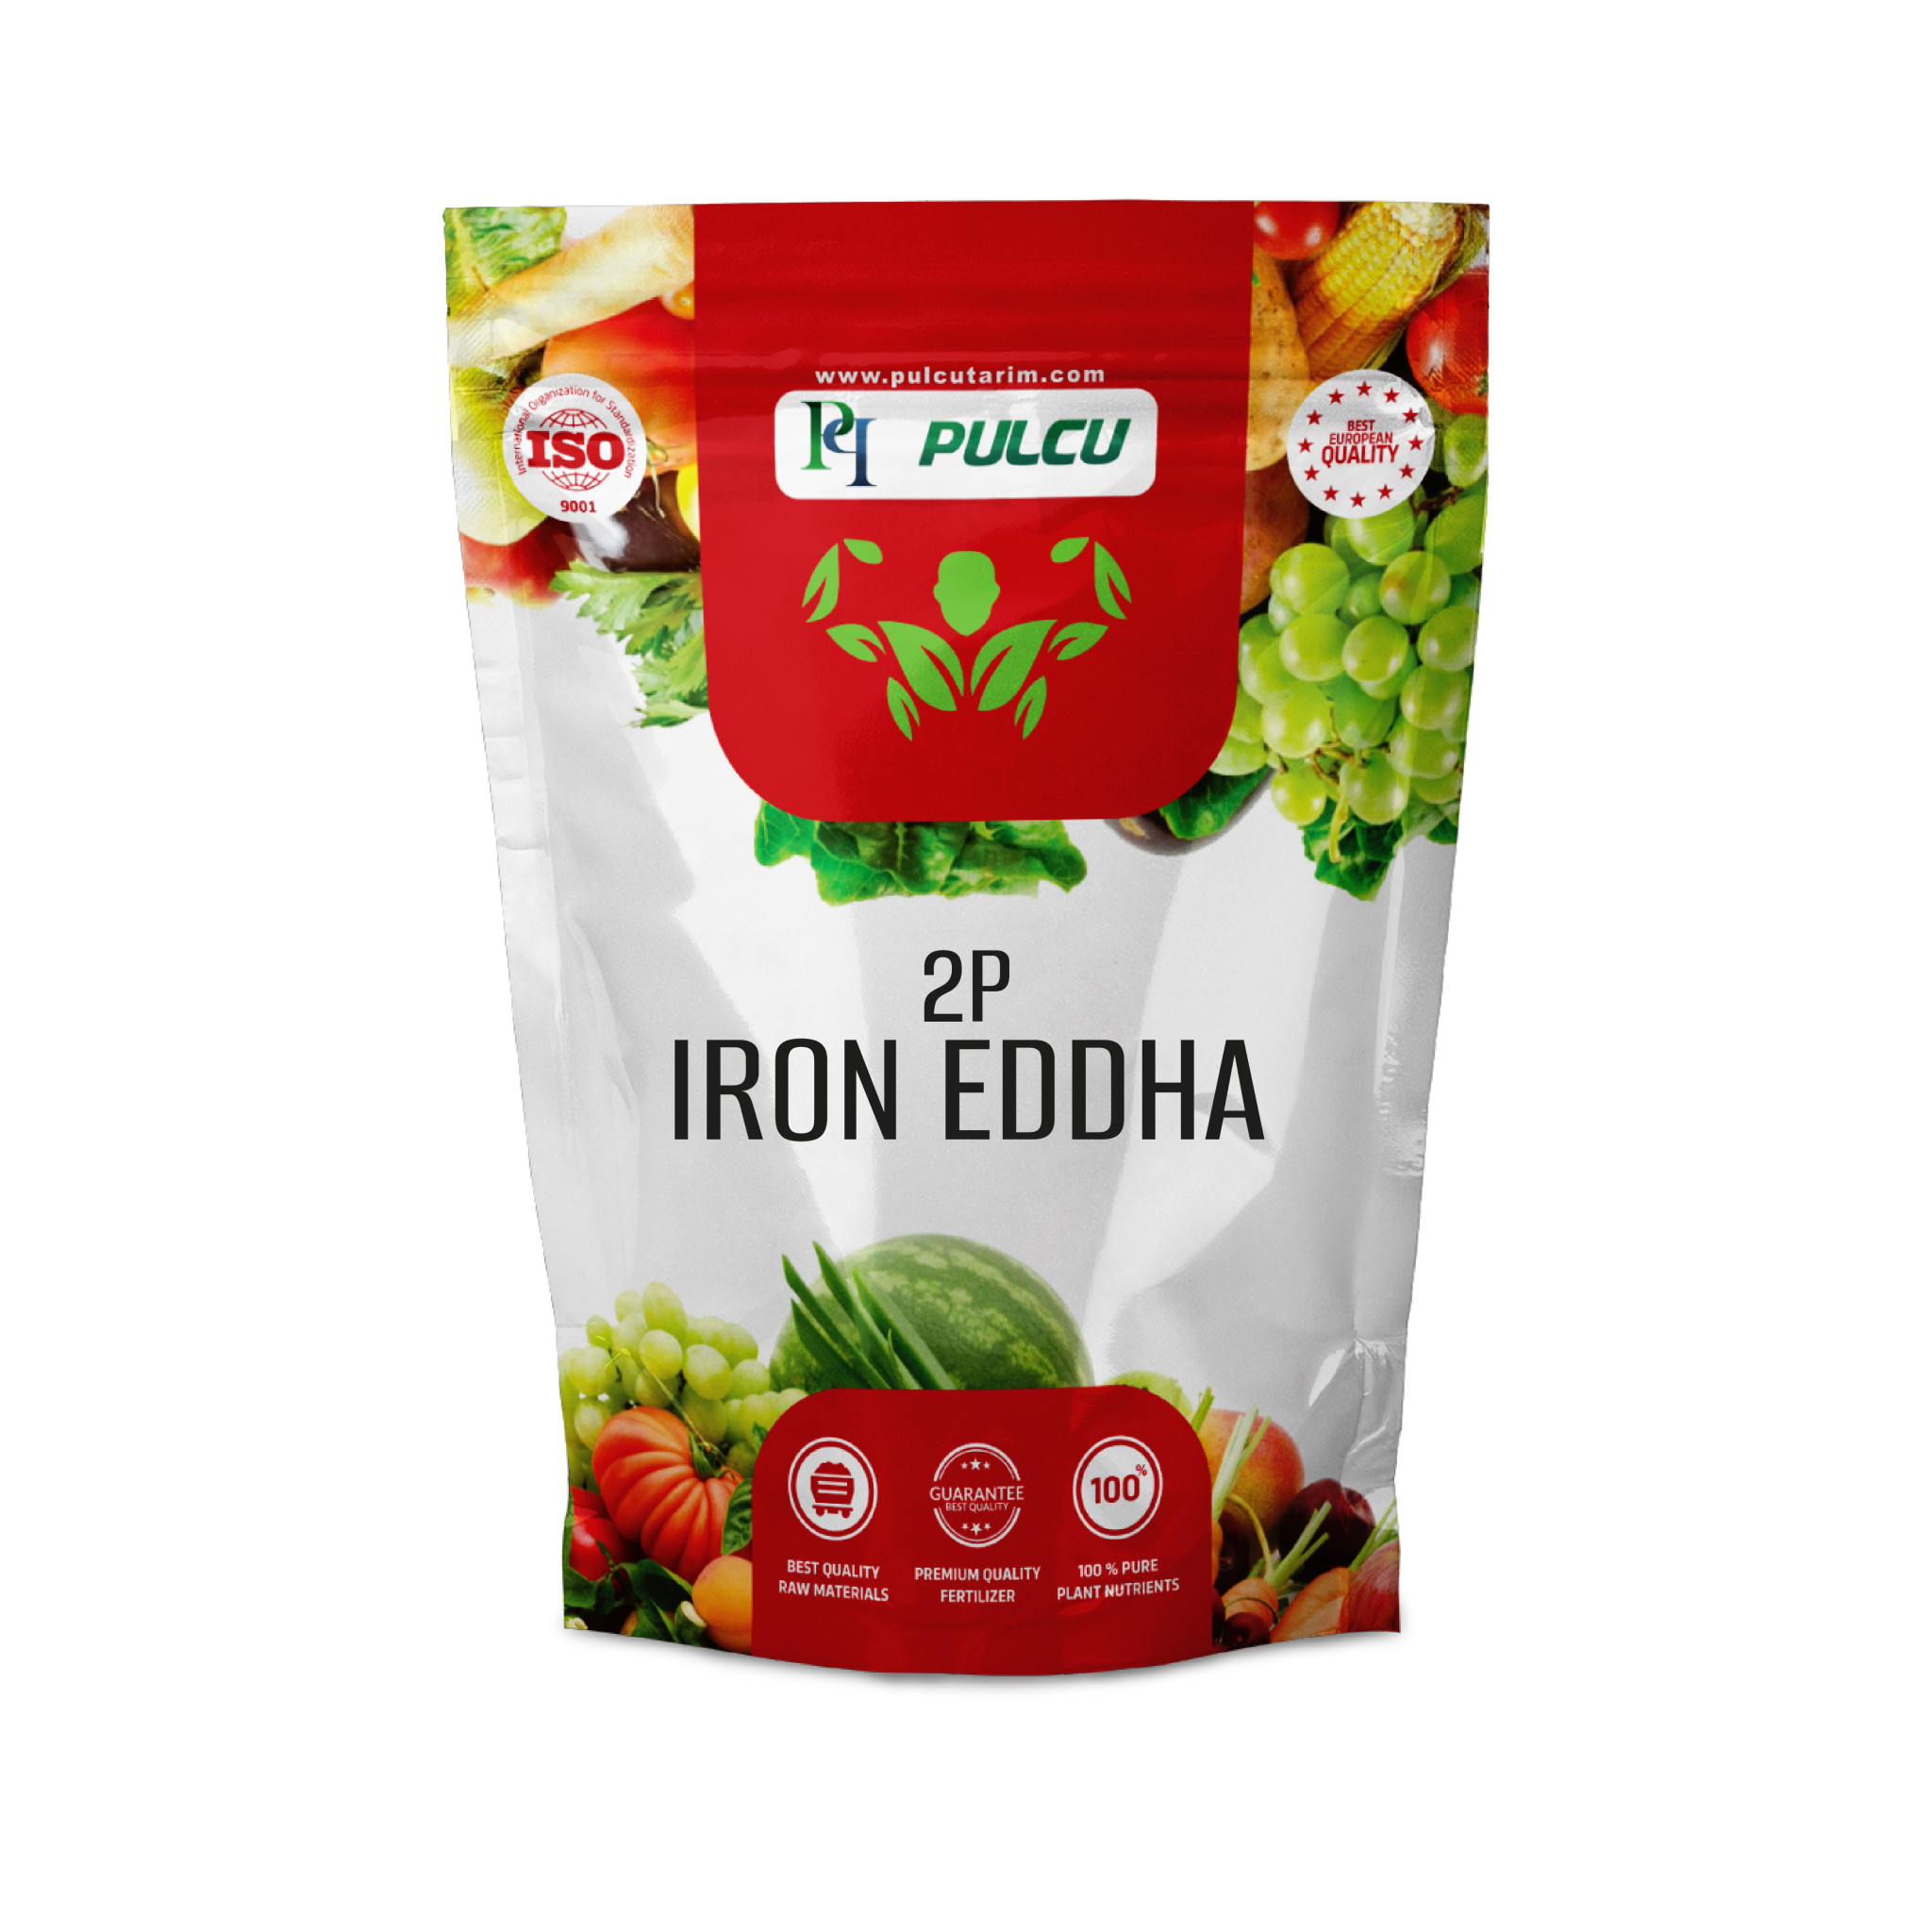 www.pulcutarim.com
PULCU
International Organization for Standardization
ISO
9001
BEST
EUROPEAN
QUALITY
2P
IRON EDDHA
GUARANTEE
BEST QUALITY
100%
BEST QUALITY
RAW MATERIALS
PREMIUM QUALITY
FERTILIZER
100 % PURE
PLANT NUTRIENTS